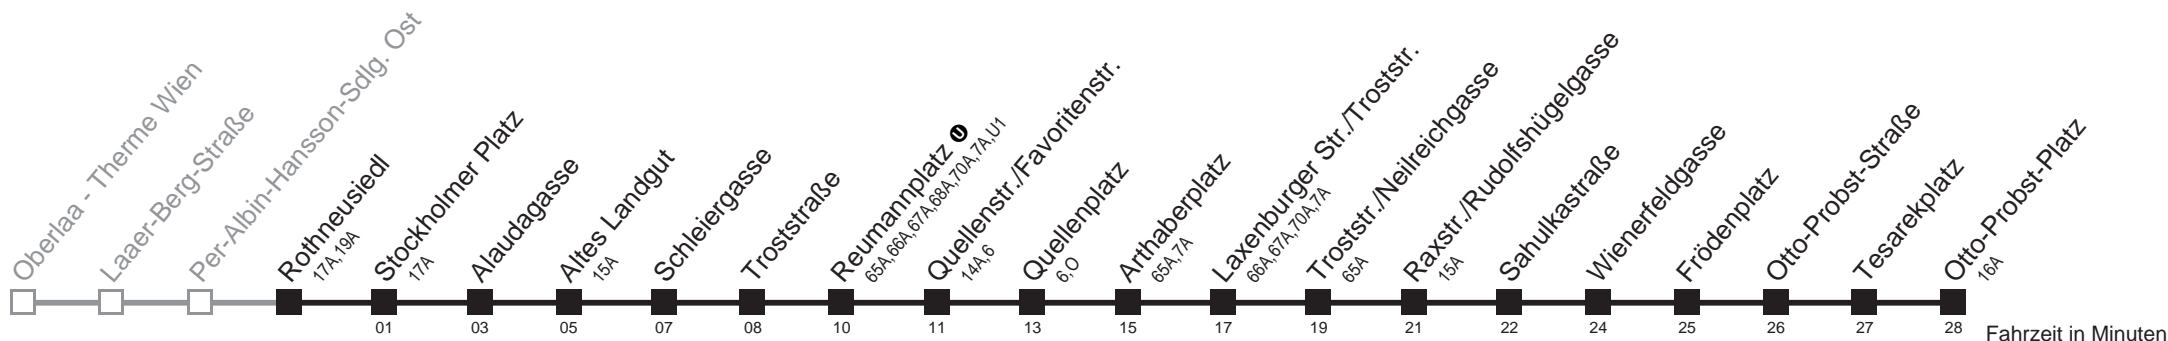 Oberlaa - Therme Wien
Laaer-Berg-Straße
Per-Albin-Hansson-Sdlg. Ost
Rothneusiedl
17A,19A
Stockholmer Platz
17A
01
Alaudagasse
03
Altes Landgut
15A
05
Schleiergasse
07
Troststraße
08
Reumannplatz U
65A,66A,67A,68A,70A,7A,U1
10
Quellenstr./Favoritenstr.
14A,6
11
Quellenplatz
6,O
13
Arthaberplatz
65A,7A
15
Laxenburger Str./Troststr.
66A,67A,70A,7A
17
Troststr./Neilreichgasse
65A
19
Raxstr./Rudolfshügelgasse
15A
21
Sahulkastraße
22
Wienerfeldgasse
24
Frödenplatz
25
Otto-Probst-Straße
26
Tesarekplatz
27
Otto-Probst-Platz
16A
28
Fahrzeit in Minuten